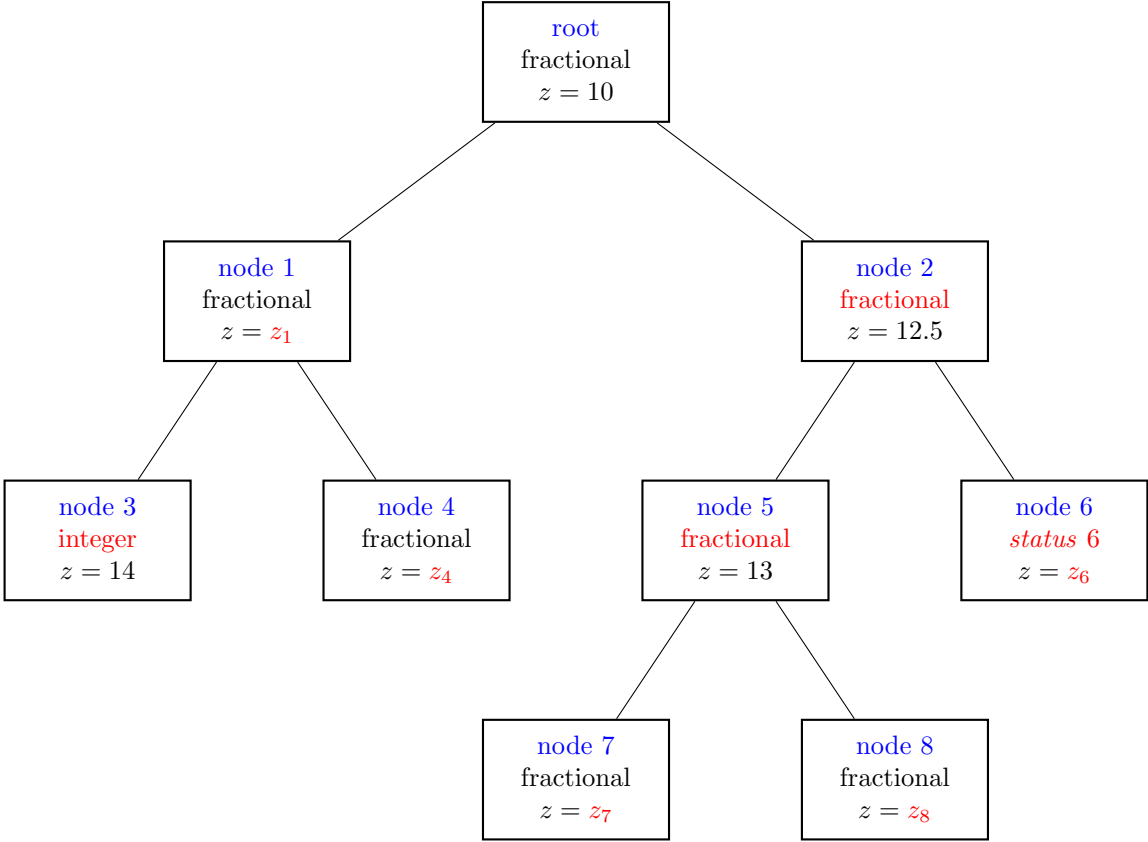 root
fractional
z = 10
node 1
fractional
z = z₁
node 2
fractional
z = 12.5
node 3
integer
z = 14
node 4
fractional
z = z₄
node 5
fractional
z = 13
node 6
status 6
z = z₆
node 7
fractional
z = z₇
node 8
fractional
z = z₈